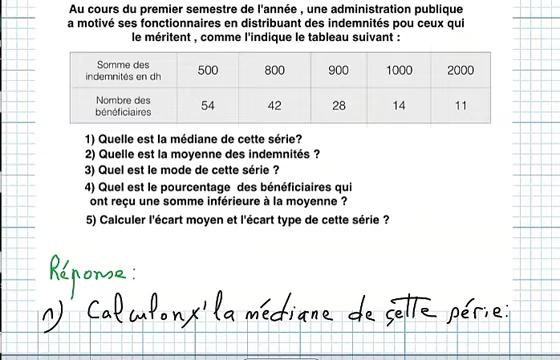 Au cours du premier semestre de l'année , une administration publique
a motivé ses fonctionnaires en distribuant des indemnités pou ceux qui
le méritent , comme l'indique le tableau suivant :
Somme des indemnités en dh 500 800 900 1000 2000
Nombre des bénéficiaires 54 42 28 14 11
1) Quelle est la médiane de cette série?
2) Quelle est la moyenne des indemnités ?
3) Quel est le mode de cette série ?
4) Quel est le pourcentage des bénéficiaires qui
ont reçu une somme inférieure à la moyenne ?
5) Calculer l'écart moyen et l'écart type de cette série ?
Réponse :
1) la médiane de cette série :